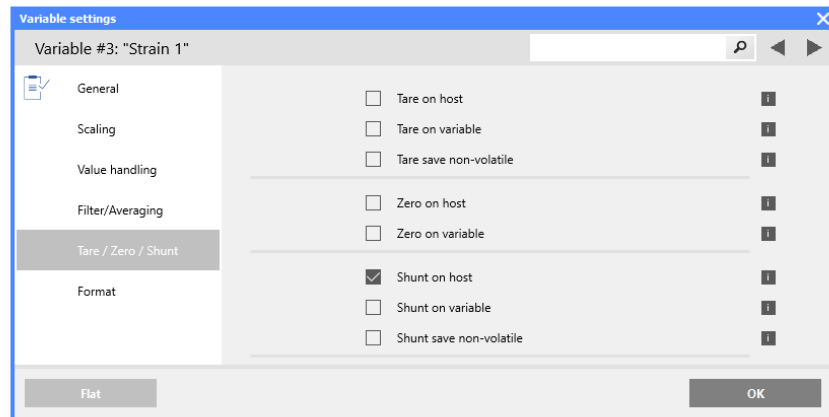 Variable settings
Variable #3: "Strain 1"
General
Scaling
Value handling
Filter/Averaging
Tare / Zero / Shunt
Format
Tare on host
i
Tare on variable
i
Tare save non-volatile
i
Zero on host
i
Zero on variable
i
Shunt on host
i
Shunt on variable
i
Shunt save non-volatile
i
Flat
OK